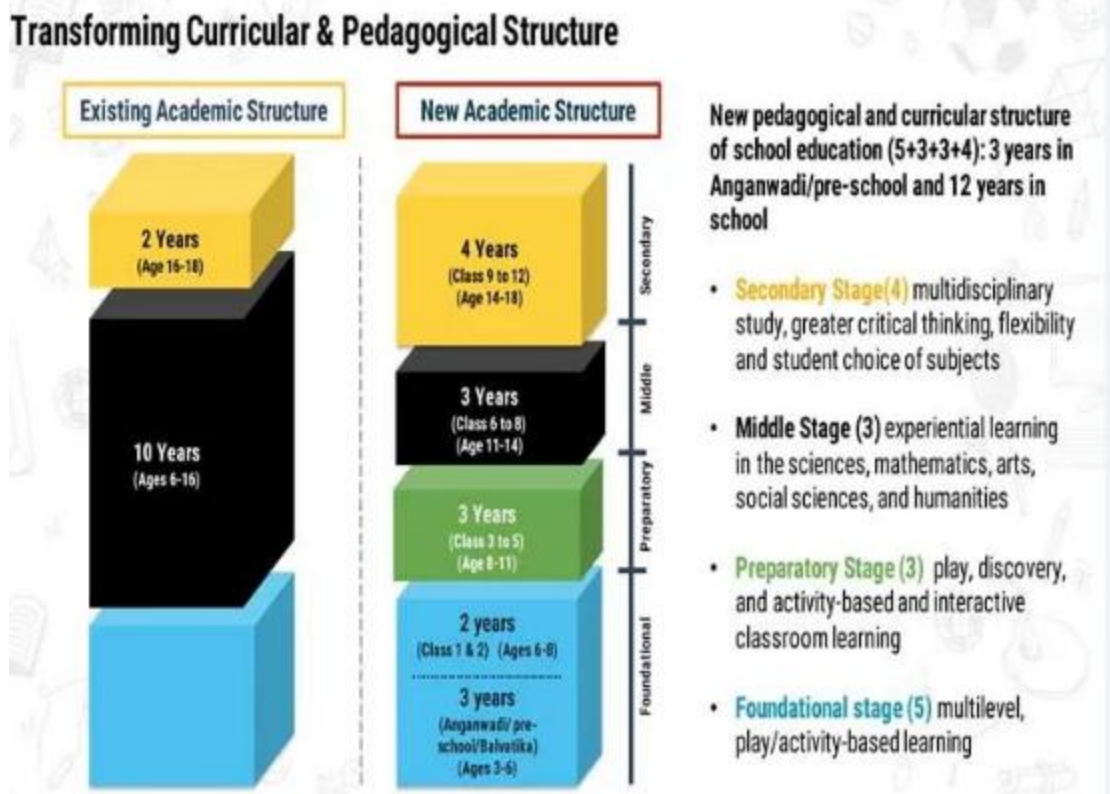 Transforming Curricular & Pedagogical Structure
Existing Academic Structure
2 Years
(Age 16-18)
10 Years
(Ages 6-16)
New Academic Structure
4 Years
(Class 9 to 12)
(Age 14-18)
Secondary
3 Years
(Class 6 to 8)
(Age 11-14)
Middle
3 Years
(Class 3 to 5)
(Age 8-11)
Preparatory
2 years
(Class 1 & 2) (Ages 6-8)
3 years
(Anganwadi/ pre-
school/Balvatika)
(Ages 3-6)
Foundational
New pedagogical and curricular structure
of school education (5+3+3+4): 3 years in
Anganwadi/pre-school and 12 years in
school
• Secondary Stage(4) multidisciplinary
study, greater critical thinking, flexibility
and student choice of subjects
• Middle Stage (3) experiential learning
in the sciences, mathematics, arts,
social sciences, and humanities
• Preparatory Stage (3) play, discovery,
and activity-based and interactive
classroom learning
• Foundational stage (5) multilevel,
play/activity-based learning